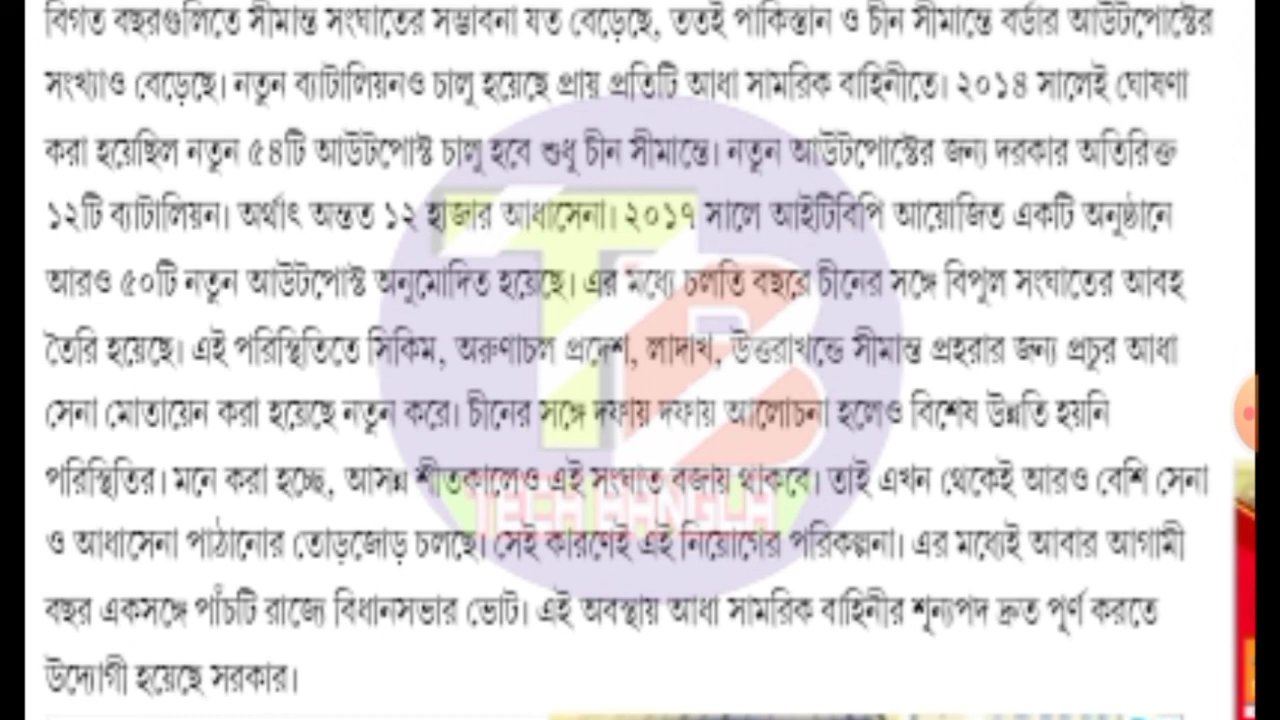 বিগত বছরগুলিতে সীমান্ত সংঘাতের সম্ভাবনা যত বেড়েছে, ততই পাকিস্তান ও চীন সীমান্তে বর্ডার আউটপোস্টের
সংখ্যাও বেড়েছে। নতুন ব্যাটালিয়নও চালু হয়েছে প্রায় প্রতিটি আধা সামরিক বাহিনীতে। ২০১৪ সালেই ঘোষণা
করা হয়েছিল নতুন ৫৪টি আউটপোস্ট চালু হবে শুধু চীন সীমান্তে। নতুন আউটপোস্টের জন্য দরকার অতিরিক্ত
১২টি ব্যাটালিয়ন। অর্থাৎ অন্তত ১২ হাজার আধাসেনা। ২০১৭ সালে আইটিবিপি আয়োজিত একটি অনুষ্ঠানে
আরও ৫০টি নতুন আউটপোস্ট অনুমোদিত হয়েছে। এর মধ্যে চলতি বছরে চীনের সঙ্গে বিপুল সংঘাতের আবহ
তৈরি হয়েছে। এই পরিস্থিতিতে সিকিম, অরুণাচল প্রদেশ, লাদাখ, উত্তরাখন্ডে সীমান্ত প্রহরার জন্য প্রচুর আধা
সেনা মোতায়েন করা হয়েছে নতুন করে। চীনের সঙ্গে দফায় দফায় আলোচনা হলেও বিশেষ উন্নতি হয়নি
পরিস্থিতির। মনে করা হচ্ছে, আসন্ন শীতকালেও এই সংঘাত বজায় থাকবে। তাই এখন থেকেই আরও বেশি সেনা
TECH BANGLA
ও আধাসেনা পাঠানোর তোড়জোড় চলছে। সেই কারণেই এই নিয়োগের পরিকল্পনা। এর মধ্যেই আবার আগামী
বছর একসঙ্গে পাঁচটি রাজ্যে বিধানসভার ভোট। এই অবস্থায় আধা সামরিক বাহিনীর শূন্যপদ দ্রুত পূর্ণ করতে
উদ্যোগী হয়েছে সরকার।